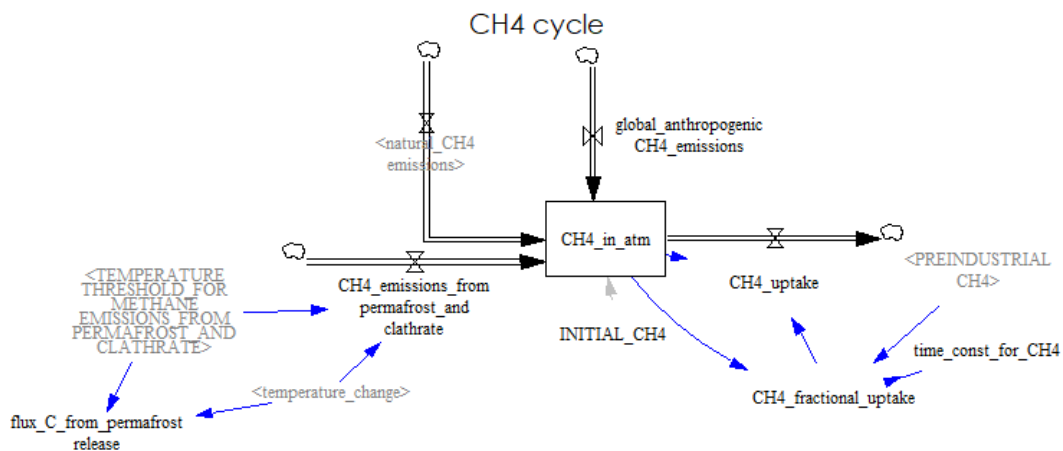 CH4 cycle
global_anthropogenic
CH4_emissions
<natural_CH4
emissions>
CH4_in_atm
<PREINDUSTRIAL
CH4>
<TEMPERATURE
THRESHOLD_FOR
METHANE
EMISSIONS_FROM
PERMAFROST_AND
CLATHRATE>
CH4_emissions_from
permafrost_and
clathrate
CH4_uptake
INITIAL_CH4
time_const_for_CH4
<temperature_change>
CH4_fractional_uptake
flux_C_from_permafrost
release